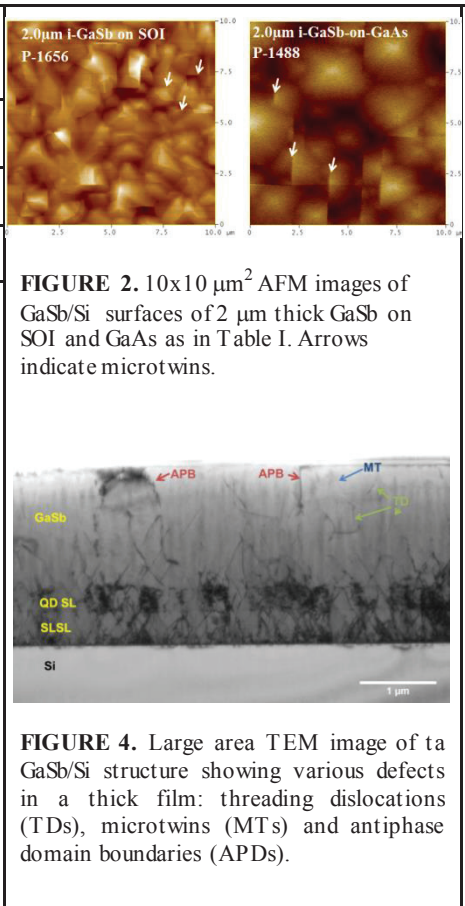 2.0μm i-GaSb on SOI
P-1656
2.0μm i-GaSb-on-GaAs
P-1488
10.0
7.5
5.0
2.5
0
0
2.5
5.0
7.5
10.0 μm
10.0
7.5
5.0
2.5
0
0
2.5
5.0
7.5
10.0 μm
FIGURE 2. 10x10 μm² AFM images of
GaSb/Si surfaces of 2 μm thick GaSb on
SOI and GaAs as in Table I. Arrows
indicate microtwins.
APB
APB
MT
TD
GaSb
QD SL
SLSL
Si
1 μm
FIGURE 4. Large area TEM image of ta
GaSb/Si structure showing various defects
in a thick film: threading dislocations
(TDs), microtwins (MTs) and antiphase
domain boundaries (APDs).